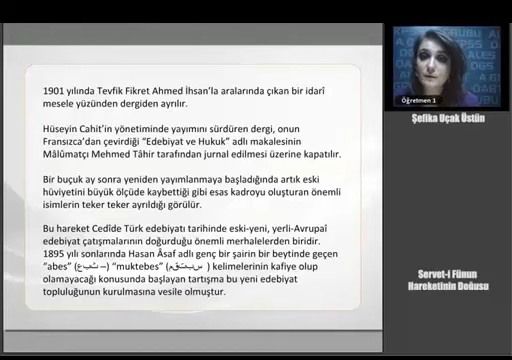 1901 yılında Tevfik Fikret Ahmed İhsan'la aralarında çıkan bir idarî
mesele yüzünden dergiden ayrılır.
Hüseyin Cahit'in yönetiminde yayımını sürdüren dergi, onun
Fransızca'dan çevirdiği "Edebiyat ve Hukuk" adlı makalesinin
Mâlûmatçı Mehmed Tâhir tarafından jurnal edilmesi üzerine kapatılır.
Bir buçuk ay sonra yeniden yayımlanmaya başladığında artık eski
hüviyetini büyük ölçüde kaybettiği gibi esas kadroyu oluşturan önemli
isimlerin teker teker ayrıldığı görülür.
Bu hareket Cedîde Türk edebiyatı tarihinde eski-yeni, yerli-Avrupaî
edebiyat çatışmalarının doğurduğu önemli merhalelerden biridir.
1895 yılı sonlarında Hasan Âsaf adlı genç bir şairin bir beytinde geçen
"abes" "muktebes" kelimelerinin kafiye olup
olamayacağı konusunda başlayan tartışma bu yeni edebiyat
topluluğunun kurulmasına vesile olmuştur.
Öğretmen 1
Şefika Uçak Üstün
Servet-i Fünun
Hareketinin Doğusu